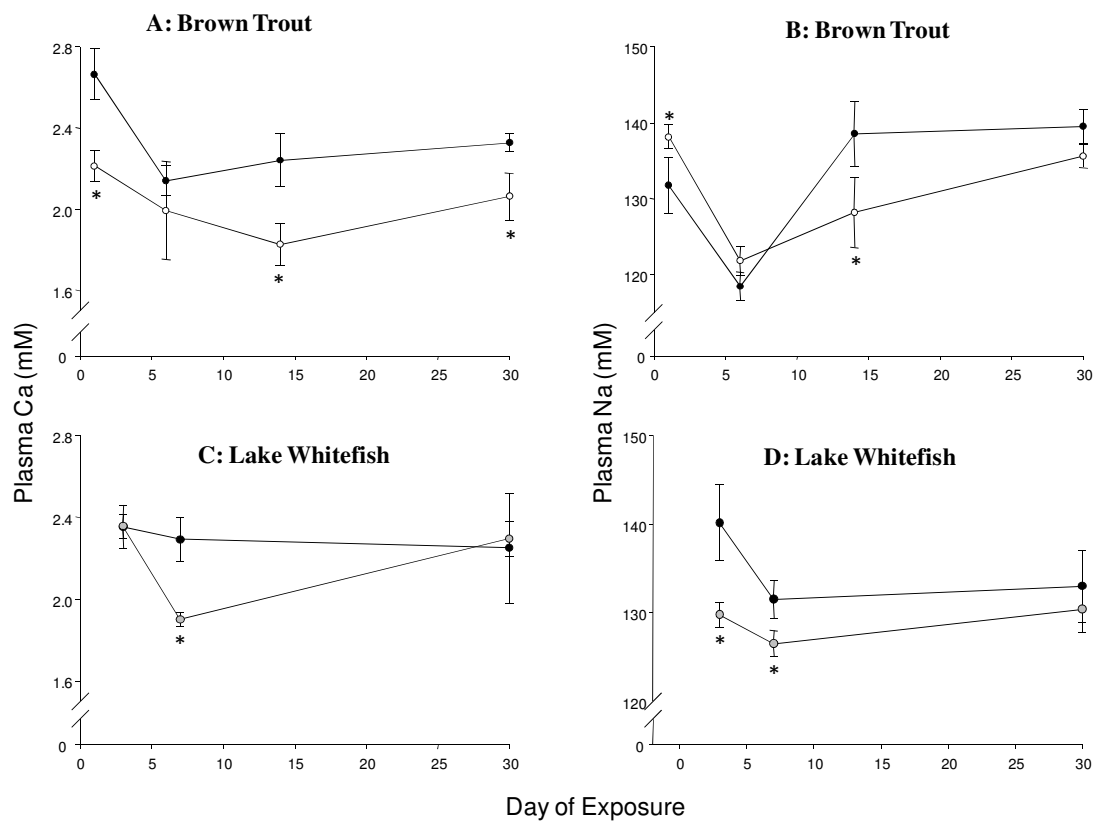 A: Brown Trout
2.8
2.4
2.0
1.6
0
0 5 10 15 20 25 30
*
*
*
B: Brown Trout
150
140
130
120
0
0 5 10 15 20 25 30
*
*
Plasma Ca (mM)
Plasma Na (mM)
C: Lake Whitefish
2.8
2.4
2.0
1.6
0
0 5 10 15 20 25 30
*
D: Lake Whitefish
150
140
130
120
0
0 5 10 15 20 25 30
*
*
Day of Exposure